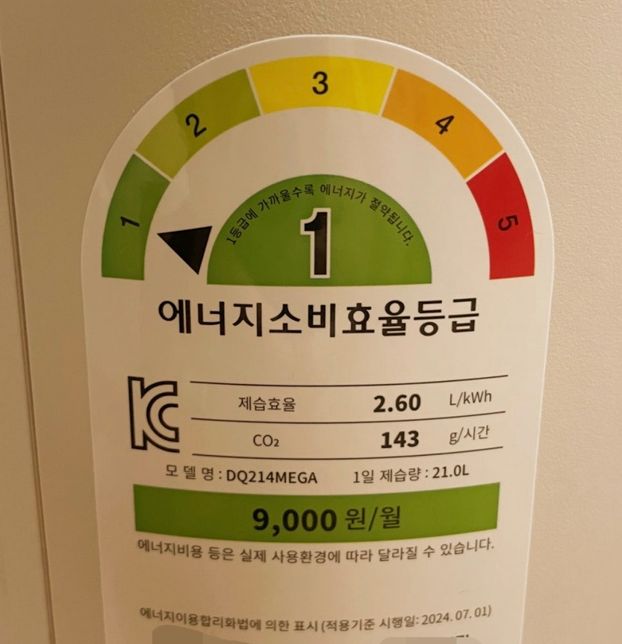 1
2
3
4
5
1등급에 가까울수록 에너지가 절약됩니다.
1
에너지소비효율등급
KC
제습효율 2.60 L/kWh
CO₂ 143 g/시간
모 델 명 : DQ214MEGA 1일 제습량 : 21.0L
9,000 원/월
에너지비용 등은 실제 사용환경에 따라 달라질 수 있습니다.
에너지이용합리화법에 의한 표시 (적용기준 시행일: 2024. 07. 01)